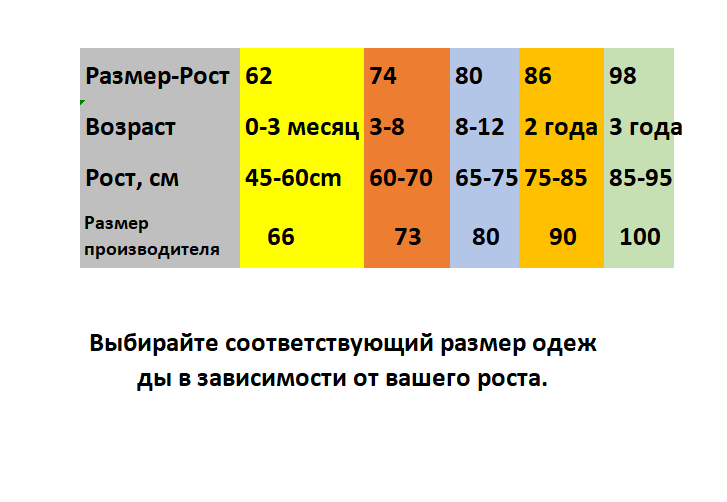 Размер-Рост 62 74 80 86 98
Возраст 0-3 месяц 3-8 8-12 2 года 3 года
Рост, см 45-60cm 60-70 65-75 75-85 85-95
Размер
производителя 66 73 80 90 100
Выбирайте соответствующий размер одеж
ды в зависимости от вашего роста.